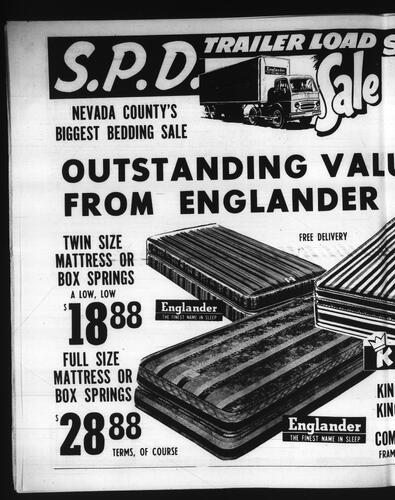 S.P.D. TRAILER LOAD
Sale
Englander
NEVADA COUNTY'S
BIGGEST BEDDING SALE
OUTSTANDING VALU
FROM ENGLANDER
TWIN SIZE
MATTRESS OR
BOX SPRINGS
A LOW, LOW
$18 88
FREE DELIVERY
Englander
THE FINEST NAME IN SLEEP
FULL SIZE
MATTRESS OR
BOX SPRINGS
$28 88
TERMS, OF COURSE
Englander
THE FINEST NAME IN SLEEP
K
KIN
KIN
COM
FRAM